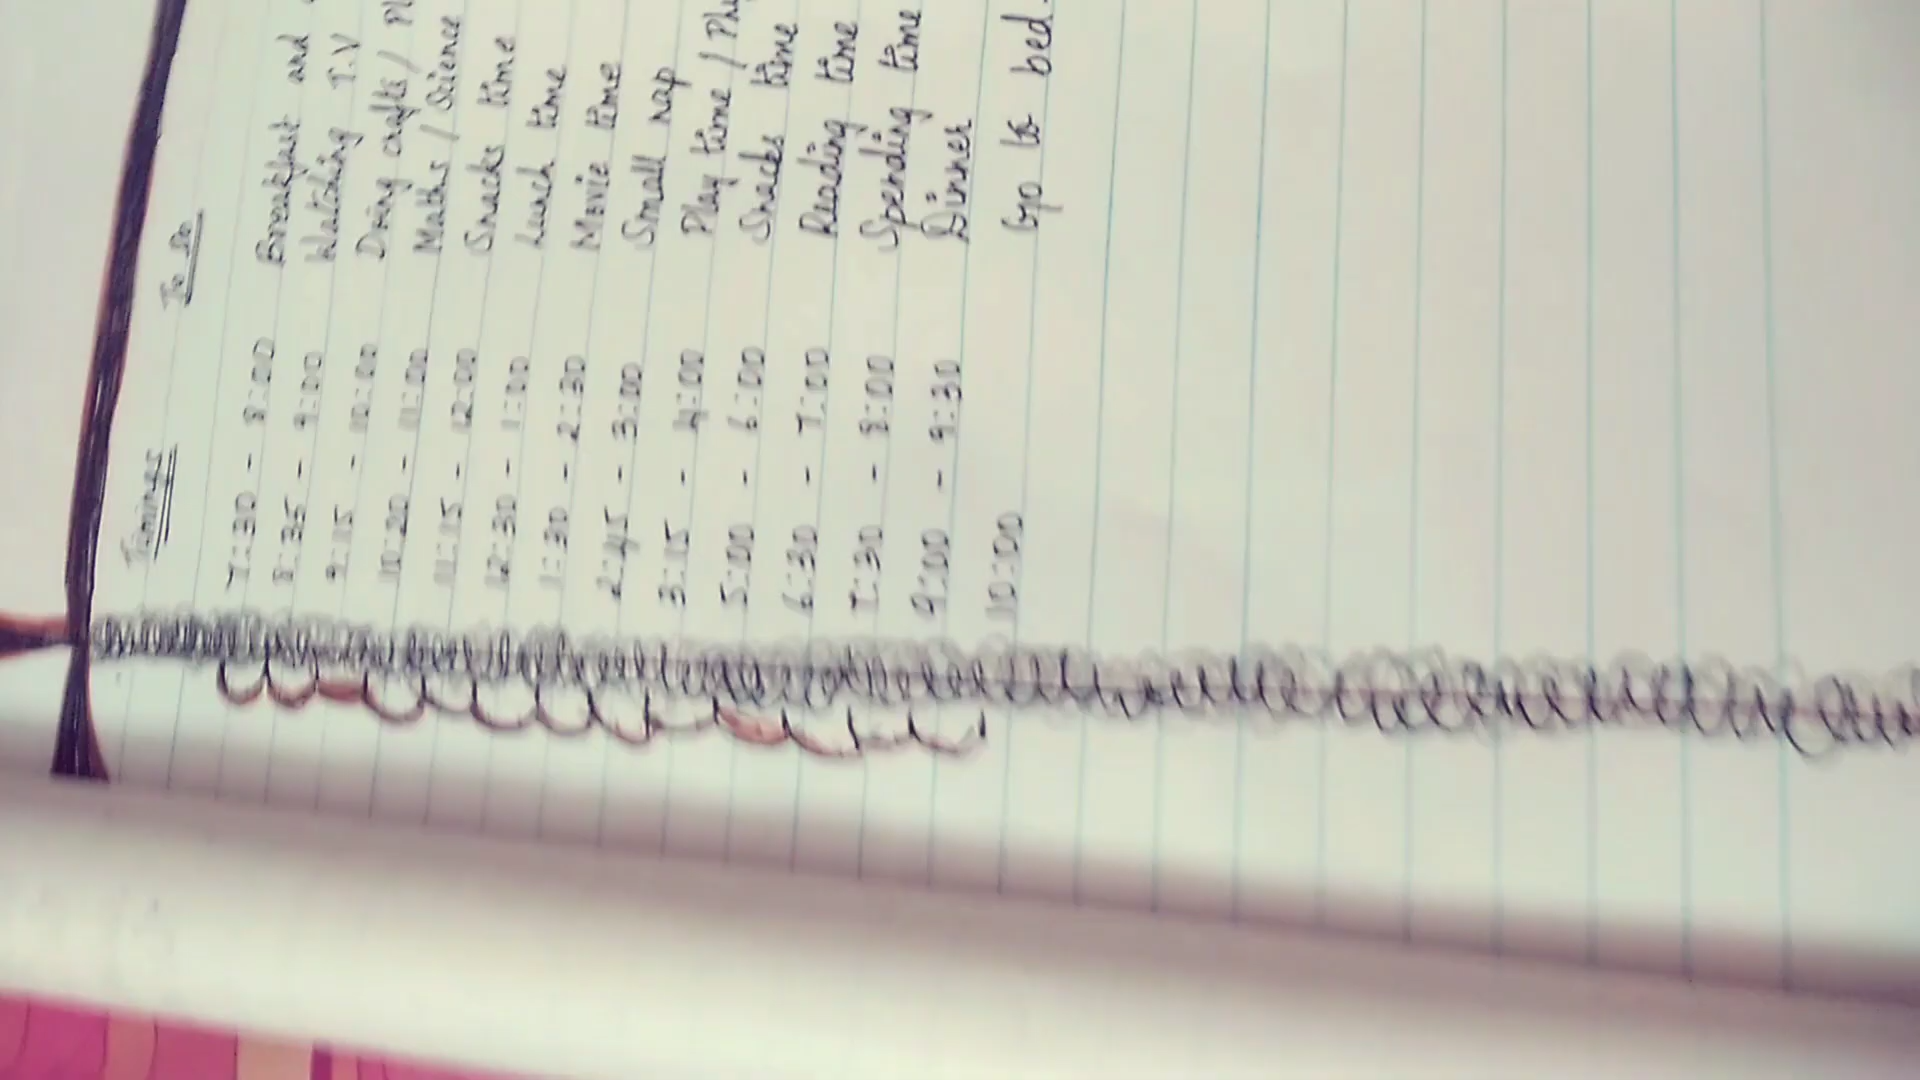 Timings To Do
7:30 - 8:00 Breakfast and
8:35 - 9:00 Watching T.V
9:15 - 10:00 Doing crafts / Pl
10:20 - 11:00 Maths / Science
11:15 - 12:00 Snacks time
12:30 - 1:00 Lunch time
1:30 - 2:30 Movie time
2:45 - 3:00 Small nap
3:15 - 4:00 Play time / Phy
5:00 - 6:00 Snacks time
6:30 - 7:00 Reading time
7:30 - 8:00 Spending time
9:00 - 9:30 Dinner
10:00 Go to bed.